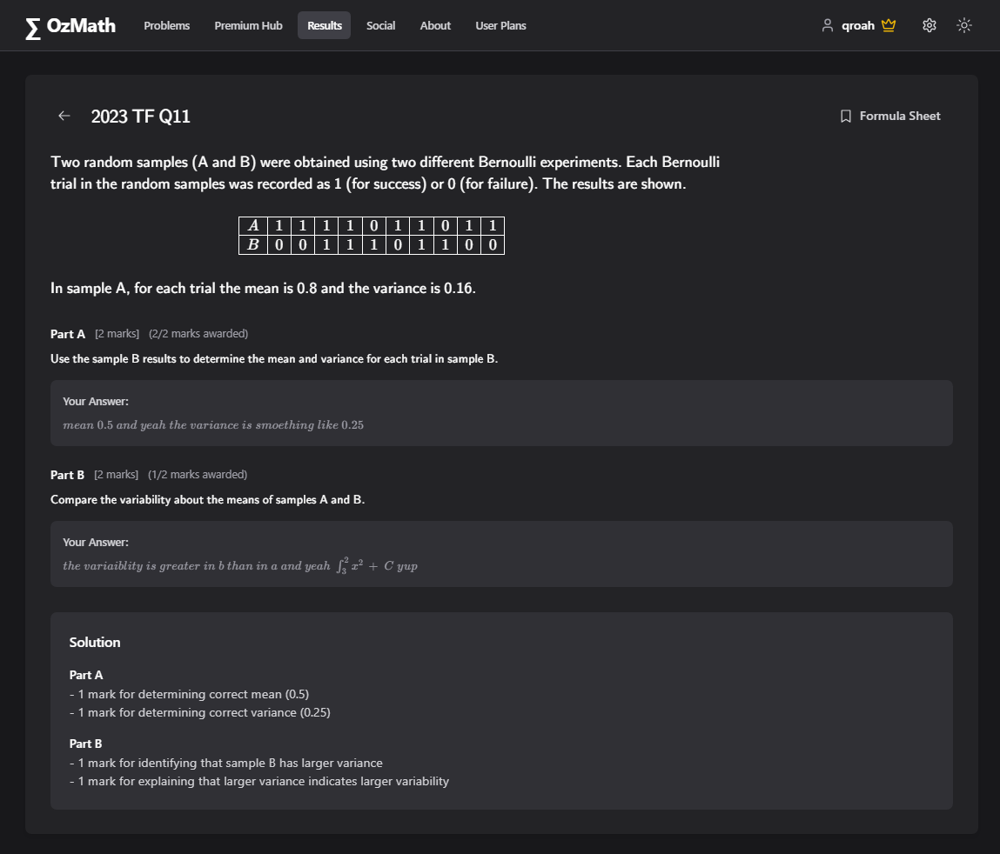 ∑ OzMath Problems Premium Hub Results Social About User Plans qroah
2023 TF Q11 Formula Sheet
Two random samples (A and B) were obtained using two different Bernoulli experiments. Each Bernoulli
trial in the random samples was recorded as 1 (for success) or 0 (for failure). The results are shown.
A 1 1 1 1 0 1 1 0 1 1
B 0 0 1 1 1 0 1 1 0 0
In sample A, for each trial the mean is 0.8 and the variance is 0.16.
Part A [2 marks] (2/2 marks awarded)
Use the sample B results to determine the mean and variance for each trial in sample B.
Your Answer:
mean 0.5 and yeah the variance is smoething like 0.25
Part B [2 marks] (1/2 marks awarded)
Compare the variability about the means of samples A and B.
Your Answer:
the variaiblity is greater in b than in a and yeah ∫₃² x² + C yup
Solution
Part A
- 1 mark for determining correct mean (0.5)
- 1 mark for determining correct variance (0.25)
Part B
- 1 mark for identifying that sample B has larger variance
- 1 mark for explaining that larger variance indicates larger variability